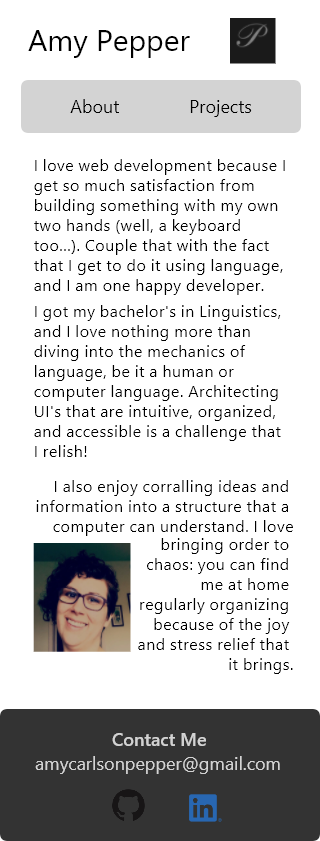 Amy Pepper
P
About Projects
I love web development because I
get so much satisfaction from
building something with my own
two hands (well, a keyboard
too...). Couple that with the fact
that I get to do it using language,
and I am one happy developer.
I got my bachelor's in Linguistics,
and I love nothing more than
diving into the mechanics of
language, be it a human or
computer language. Architecting
UI's that are intuitive, organized,
and accessible is a challenge that
I relish!
I also enjoy corralling ideas and
information into a structure that a
computer can understand. I love
bringing order to
chaos: you can find
me at home
regularly organizing
because of the joy
and stress relief that
it brings.
Contact Me
amycarlsonpepper@gmail.com
in